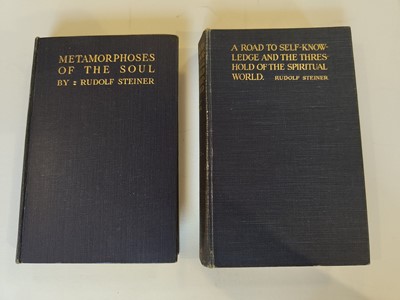 METAMORPHOSES
OF THE SOUL
BY : RUDOLF STEINER
A ROAD TO SELF-KNOW-
LEDGE AND THE THRES-
HOLD OF THE SPIRITUAL
WORLD. RUDOLF STEINER